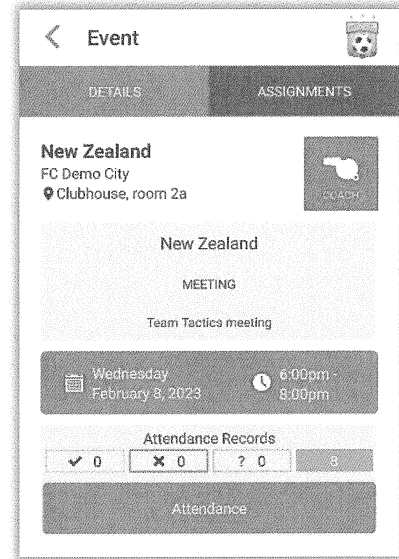 Event
DETAILS
ASSIGNMENTS
New Zealand
FC Demo City
Clubhouse, room 2a
COACH
New Zealand
MEETING
Team Tactics meeting
Wednesday
February 8, 2023
6:00pm -
8:00pm
Attendance Records
0
0
? 0
8
Attendance